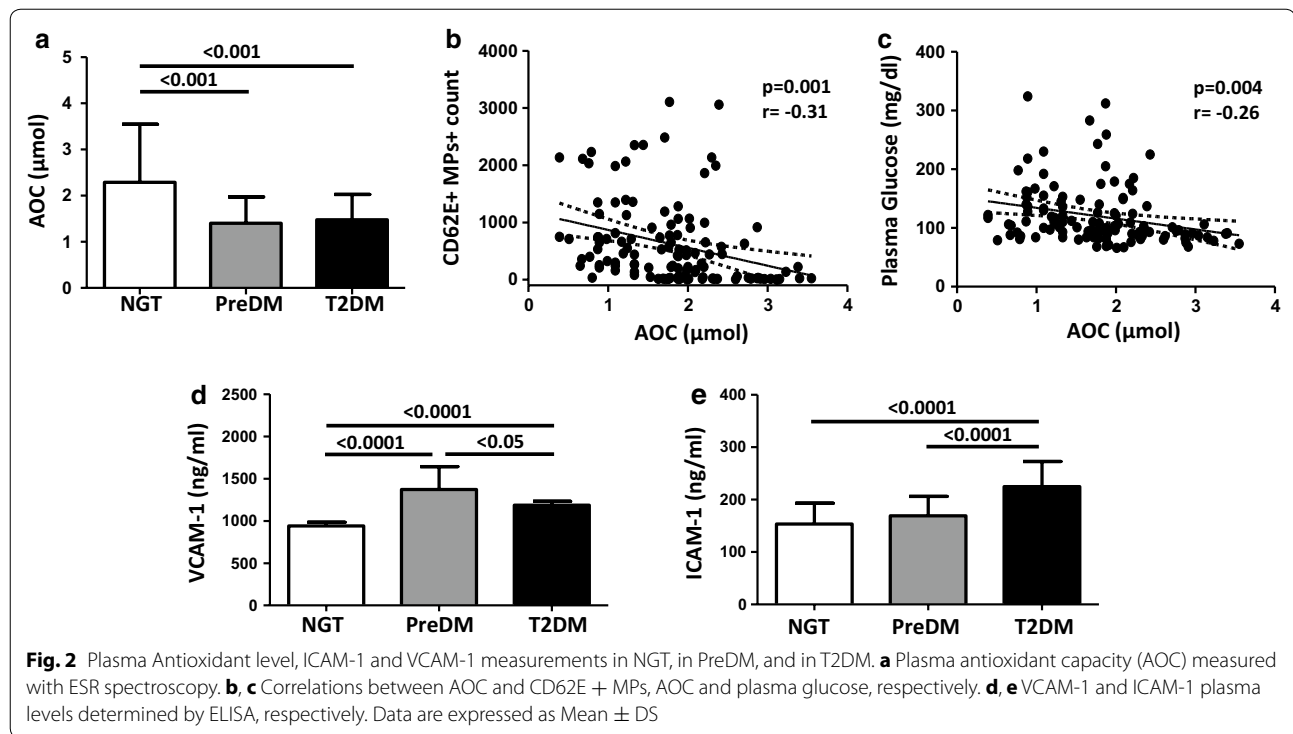 a
<0.001
<0.001
5
4
3
2
1
0
AOC (μmol)
NGT PreDM T2DM
b
4000
3000
2000
1000
0
CD62E+ MPs+ count
p=0.001
r= -0.31
1 2 3 4
AOC (μmol)
c
400
300
200
100
0
Plasma Glucose (mg/dl)
p=0.004
r= -0.26
0 1 2 3 4
AOC (μmol)
d
2500
2000
1500
1000
500
0
VCAM-1 (ng/ml)
<0.0001
<0.0001 <0.05
NGT PreDM T2DM
e
400
300
200
100
0
ICAM-1 (ng/ml)
<0.0001
<0.0001
NGT PreDM T2DM
Fig. 2 Plasma Antioxidant level, ICAM-1 and VCAM-1 measurements in NGT, in PreDM, and in T2DM. a Plasma antioxidant capacity (AOC) measured
with ESR spectroscopy. b, c Correlations between AOC and CD62E + MPs, AOC and plasma glucose, respectively. d, e VCAM-1 and ICAM-1 plasma
levels determined by ELISA, respectively. Data are expressed as Mean ± DS